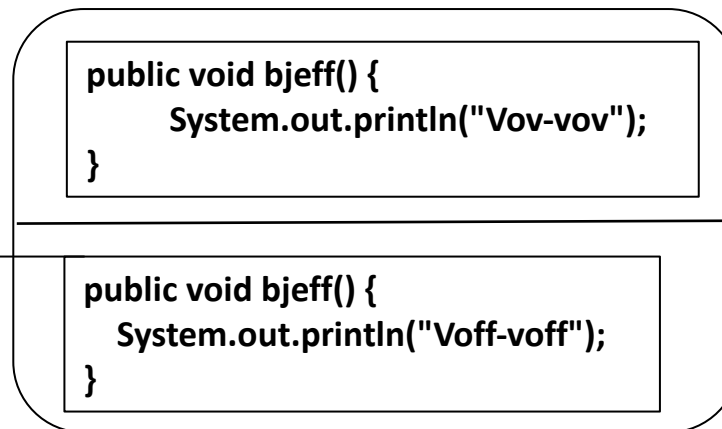 public void bjeff() {
System.out.println("Vov-vov");
}
public void bjeff() {
System.out.println("Voff-voff");
}